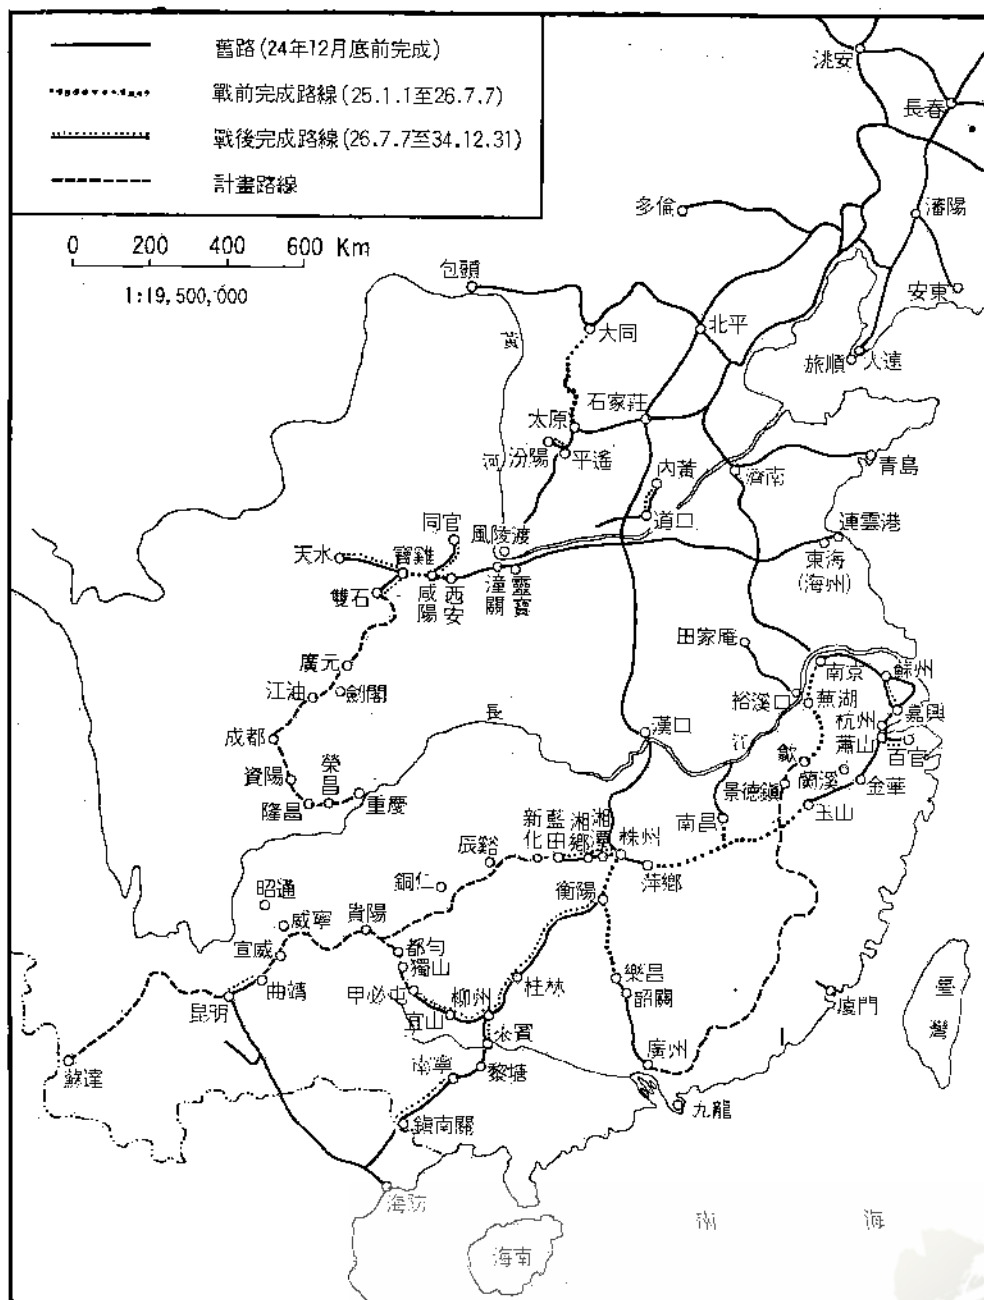 舊路(24年12月底前完成)
戰前完成路線(25.1.1至26.7.7)
戰後完成路線(26.7.7至34.12.31)
計畫路線
0 200 400 600 Km
1:19,500,000
洮安
長春
多倫
瀋陽
包頭
安東
黃
大同
北平
旅順
大連
石家莊
太原
河
汾陽
平遙
內黃
濟南
青島
同官
風陵渡
道口
連雲港
天水
寶雞
東海
(海州)
雙石
咸陽
西安
潼關
靈寶
田家庵
廣元
南京
蘇州
江油
劍閣
裕溪口
蕪湖
長
漢口
江
杭州
嘉興
成都
蕭山
百官
歙
蘭溪
資陽
榮昌
景德鎮
金華
隆昌
重慶
玉山
新化
藍田
湘鄉
湘潭
南昌
辰谿
株州
萍鄉
銅仁
衡陽
昭通
威寧
貴陽
宣威
都勻
獨山
樂昌
臺灣
曲靖
桂林
昆明
甲必屯
柳州
韶關
廈門
宜山
來賓
廣州
蘇達
南寧
黎塘
九龍
鎮南關
海防
南
海
海南